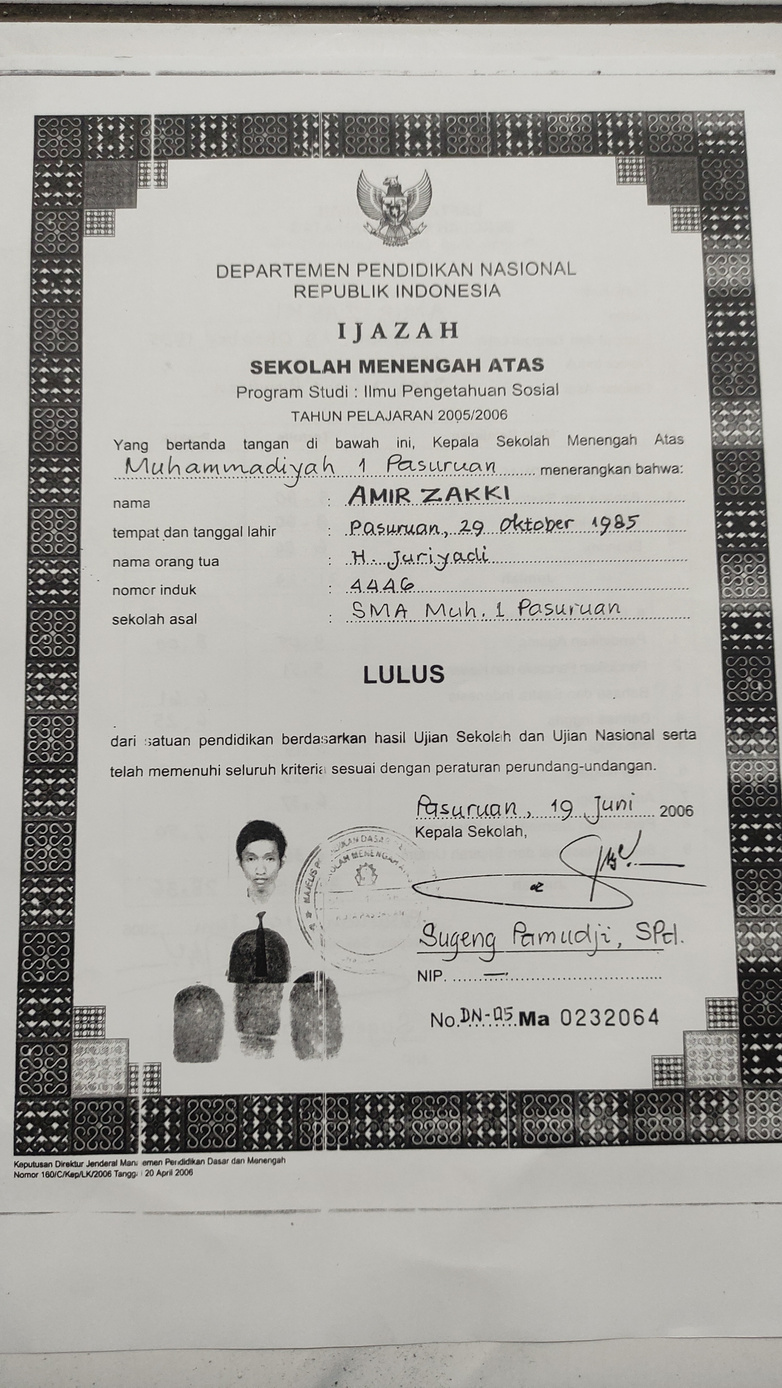 DEPARTEMEN PENDIDIKAN NASIONAL
REPUBLIK INDONESIA
IJAZAH
SEKOLAH MENENGAH ATAS
Program Studi : Ilmu Pengetahuan Sosial
TAHUN PELAJARAN 2005/2006
Yang bertanda tangan di bawah ini, Kepala Sekolah Menengah Atas
Muhammadiyah 1 Pasuruan menerangkan bahwa:
nama : AMIR ZAKKI
tempat dan tanggal lahir : Pasuruan, 29 Oktober 1985
nama orang tua : H. Juriyadi
nomor induk : 4446
sekolah asal : SMA Muh. 1 Pasuruan
LULUS
dari satuan pendidikan berdasarkan hasil Ujian Sekolah dan Ujian Nasional serta
telah memenuhi seluruh kriteria sesuai dengan peraturan perundang-undangan.
Pasuruan, 19 Juni 2006
Kepala Sekolah,
Sugeng Pamudji, SPd.
NIP. —
No. DN-05 Ma 0232064
Keputusan Direktur Jenderal Manajemen Pendidikan Dasar dan Menengah
Nomor 160/C/Kep/LK/2006 Tanggal 20 April 2006